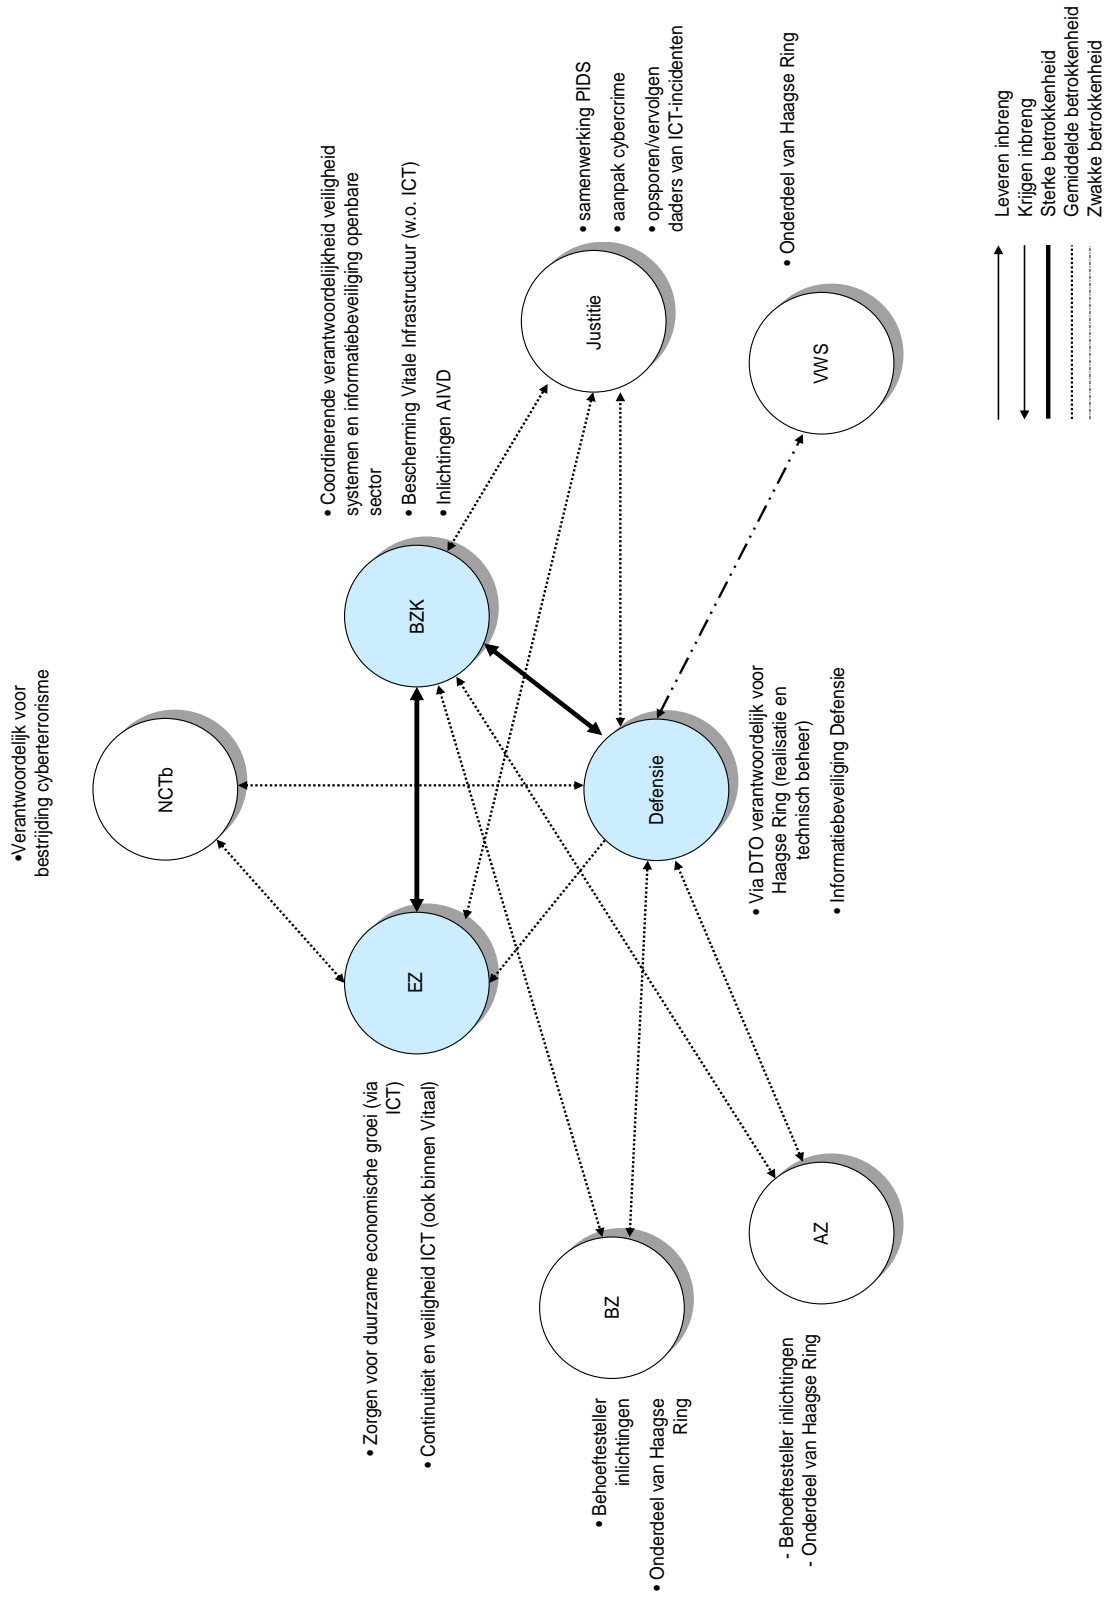 •Verantwoordelijk voor
bestrijding cyberterrorisme
NCTb
• Coordinerende verantwoordelijkheid veiligheid
systemen en informatiebeveiliging openbare
sector
• Bescherming Vitale Infrastructuur (w.o. ICT)
• Inlichtingen AIVD
• Zorgen voor duurzame economische groei (via
ICT)
• Continuiteit en veiligheid ICT (ook binnen Vitaal)
EZ
BZK
• samenwerking PIDS
• aanpak cybercrime
• opsporen/vervolgen
daders van ICT-incidenten
Justitie
• Behoeftesteller
inlichtingen
• Onderdeel van Haagse
Ring
BZ
Defensie
• Via DTO verantwoordelijk voor
Haagse Ring (realisatie en
technisch beheer)
• Informatiebeveiliging Defensie
• Onderdeel van Haagse Ring
VWS
AZ
- Behoeftesteller inlichtingen
- Onderdeel van Haagse Ring
Leveren inbreng
Krijgen inbreng
Sterke betrokkenheid
Gemiddelde betrokkenheid
Zwakke betrokkenheid